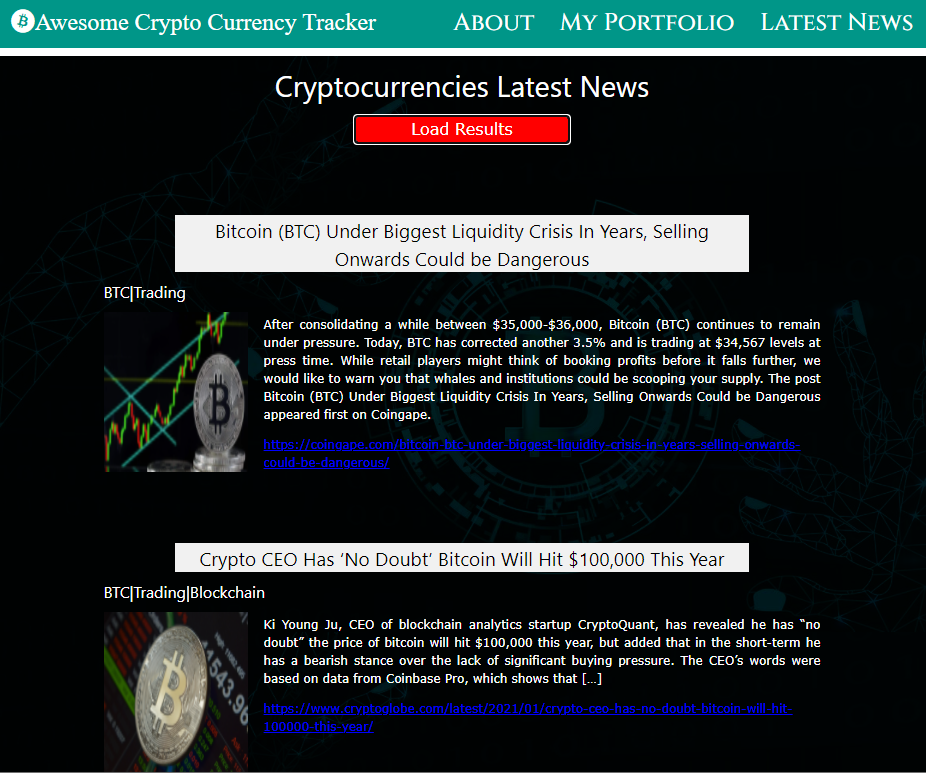 Awesome Crypto Currency Tracker
About
My Portfolio
Latest News
Cryptocurrencies Latest News
Load Results
Bitcoin (BTC) Under Biggest Liquidity Crisis In Years, Selling
Onwards Could be Dangerous
BTC|Trading
After consolidating a while between $35,000-$36,000, Bitcoin (BTC) continues to remain
under pressure. Today, BTC has corrected another 3.5% and is trading at $34,567 levels at
press time. While retail players might think of booking profits before it falls further, we
would like to warn you that whales and institutions could be scooping your supply. The post
Bitcoin (BTC) Under Biggest Liquidity Crisis In Years, Selling Onwards Could be Dangerous
appeared first on Coingape.
https://coingape.com/bitcoin-btc-under-biggest-liquidity-crisis-in-years-selling-onwards-
could-be-dangerous/
Crypto CEO Has ‘No Doubt’ Bitcoin Will Hit $100,000 This Year
BTC|Trading|Blockchain
Ki Young Ju, CEO of blockchain analytics startup CryptoQuant, has revealed he has “no
doubt” the price of bitcoin will hit $100,000 this year, but added that in the short-term he
has a bearish stance over the lack of significant buying pressure. The CEO’s words were
based on data from Coinbase Pro, which shows that […]
https://www.cryptoglobe.com/latest/2021/01/crypto-ceo-has-no-doubt-bitcoin-will-hit-
100000-this-year/